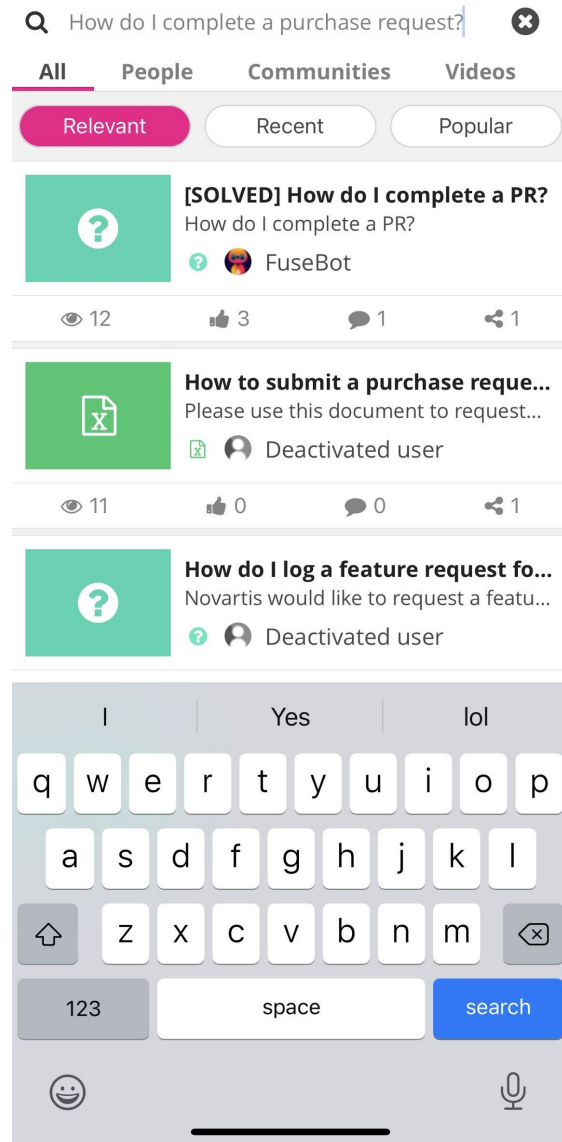 How do I complete a purchase request?
All People Communities Videos
Relevant Recent Popular
[SOLVED] How do I complete a PR?
How do I complete a PR?
FuseBot
12 3 1 1
How to submit a purchase reque...
Please use this document to request...
Deactivated user
11 0 0 1
How do I log a feature request fo...
Novartis would like to request a featu...
Deactivated user
I Yes lol
q w e r t y u i o p
a s d f g h j k l
z x c v b n m
123 space search